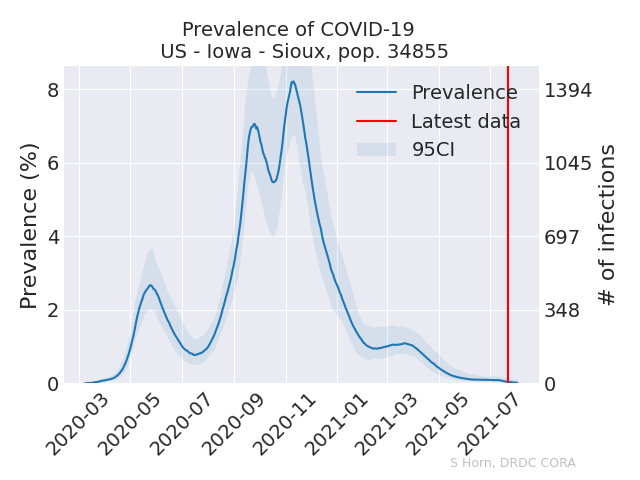 Prevalence of COVID-19
US - Iowa - Sioux, pop. 34855
Prevalence (%)
8
6
4
2
0
Prevalence
Latest data
95CI
1394
1045
697
348
0
# of infections
2020-03
2020-05
2020-07
2020-09
2020-11
2021-01
2021-03
2021-05
2021-07
S Horn, DRDC CORA